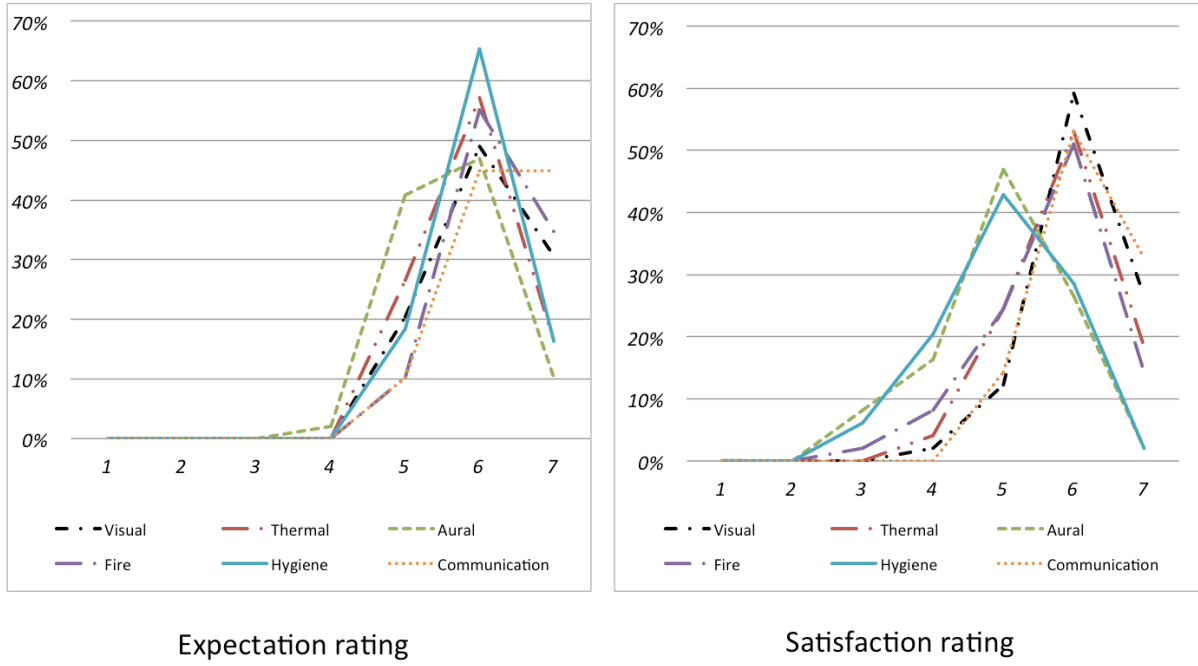 70%
60%
50%
40%
30%
20%
10%
0%
1 2 3 4 5 6 7
Visual Thermal Aural
Fire Hygiene Communication
Expectation rating
70%
60%
50%
40%
30%
20%
10%
0%
1 2 3 4 5 6 7
Visual Thermal Aural
Fire Hygiene Communication
Satisfaction rating